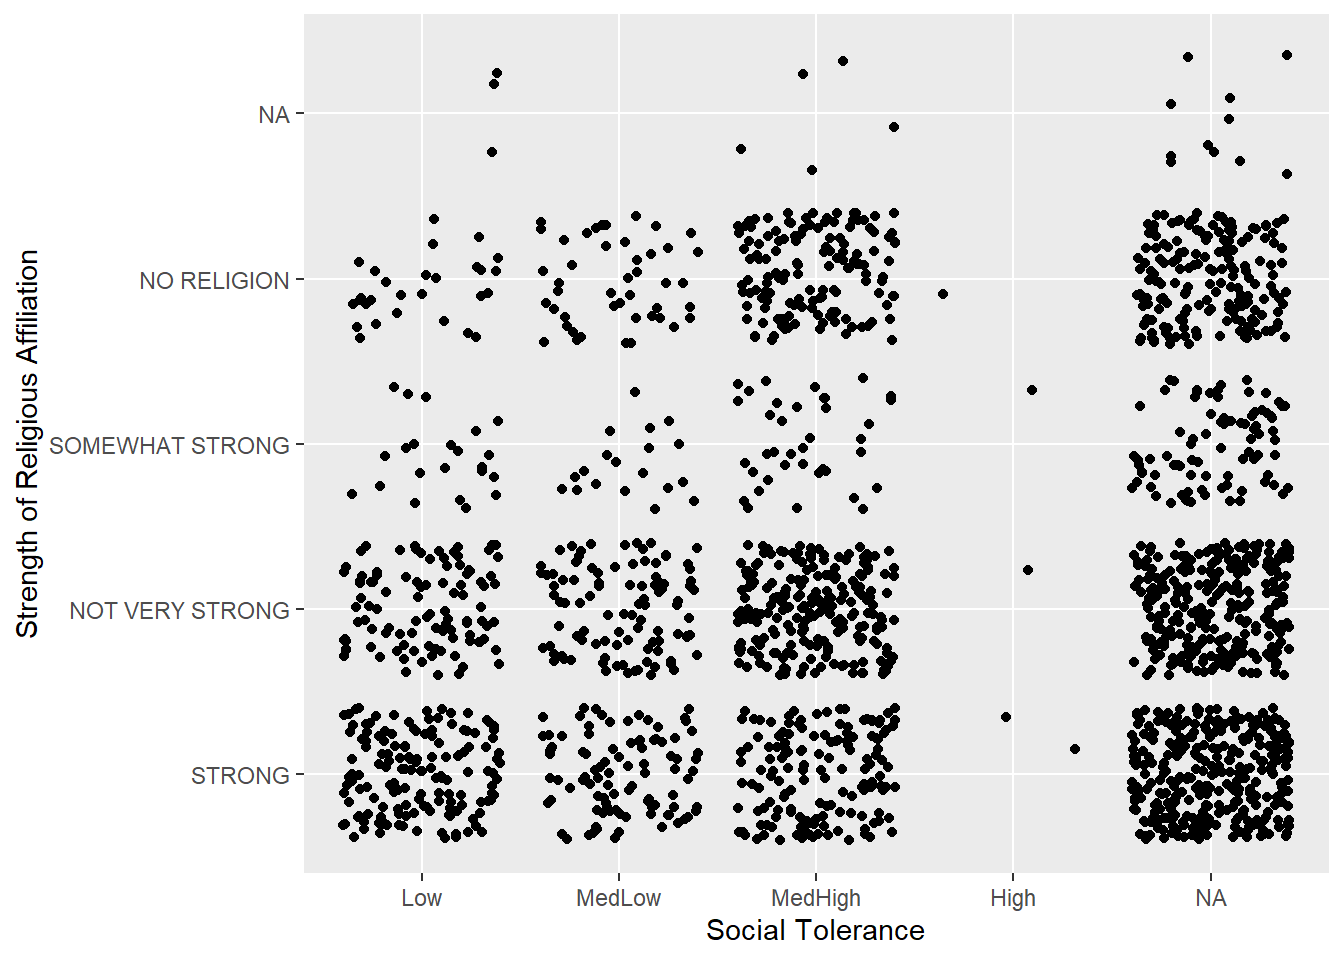 NA
NO RELIGION
SOMEWHAT STRONG
NOT VERY STRONG
STRONG
Strength of Religious Affiliation
Low MedLow MedHigh High NA
Social Tolerance